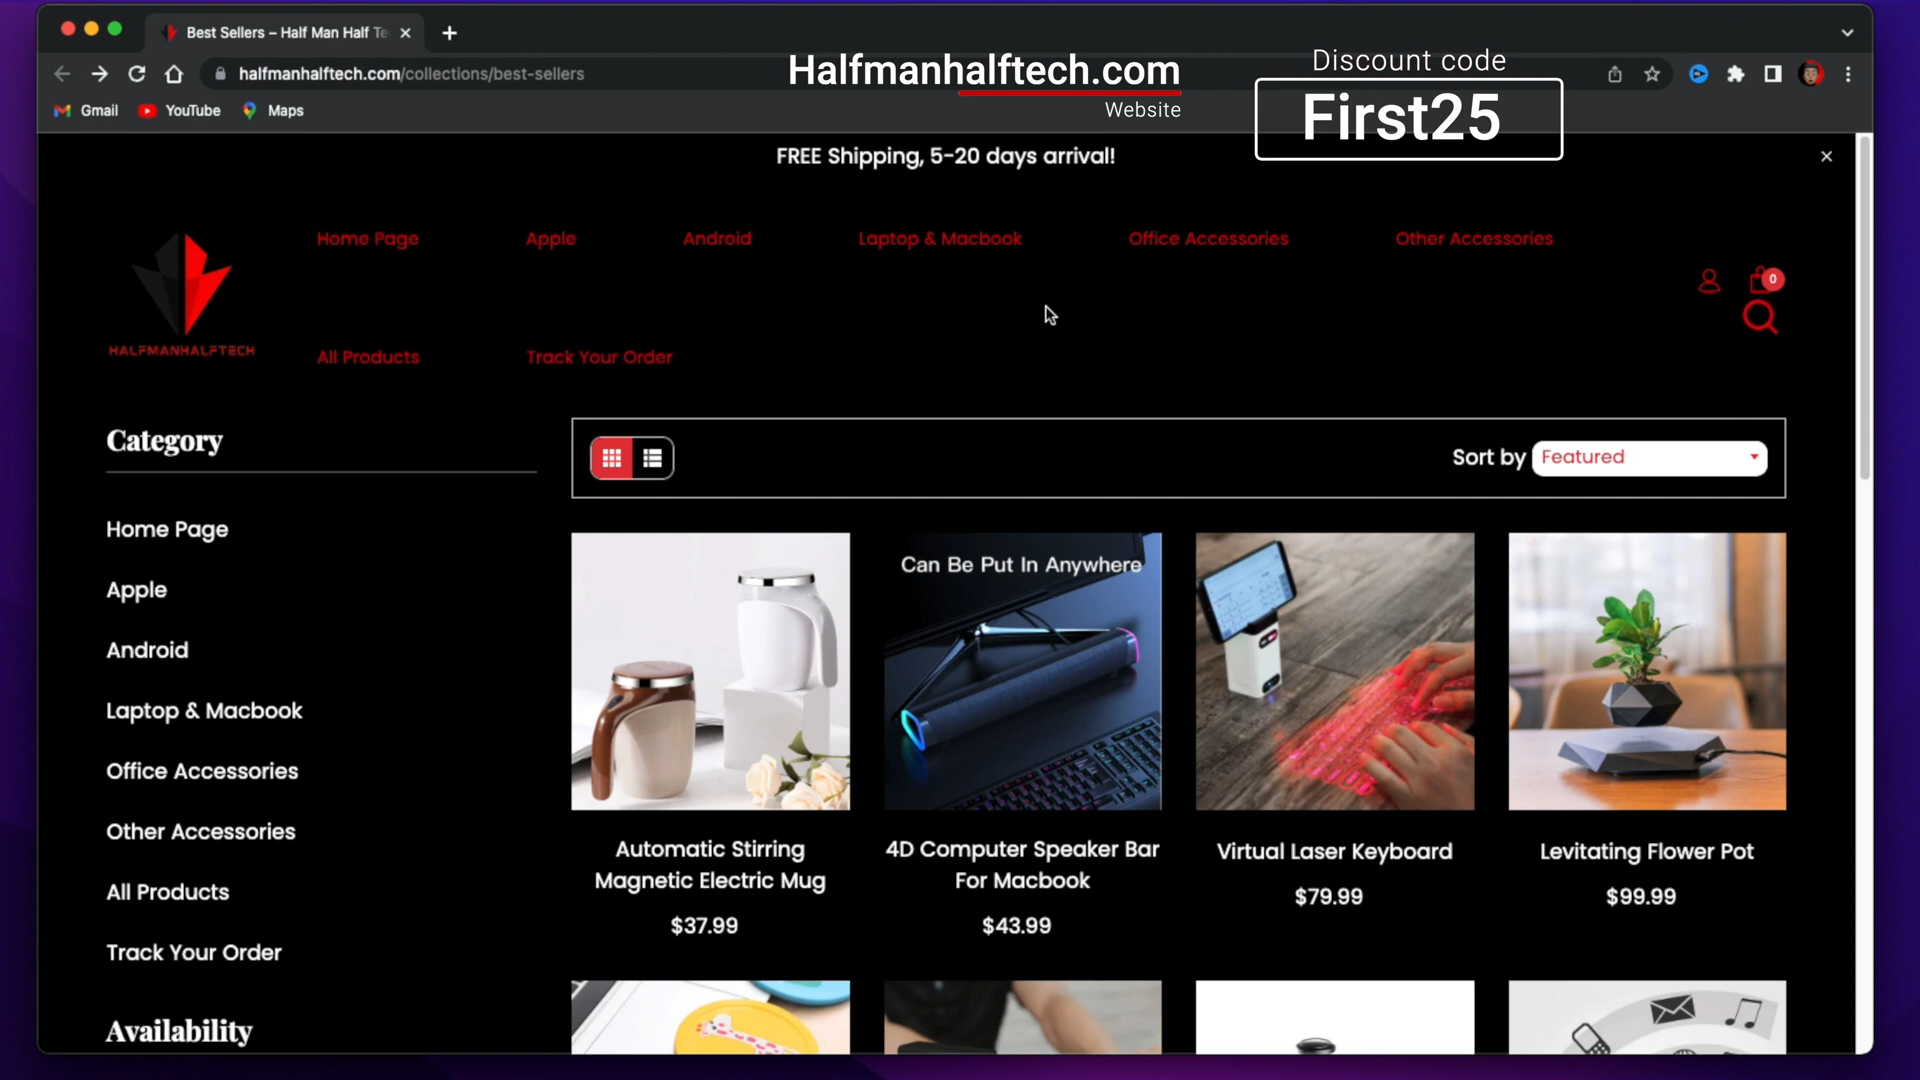 Best Sellers – Half Man Half Te
halfmanhalftech.com/collections/best-sellers
Halfmanhalftech.com
Website
Discount code
First25
Gmail
YouTube
Maps
FREE Shipping, 5-20 days arrival!
Home Page
Apple
Android
Laptop & Macbook
Office Accessories
Other Accessories
0
HALFMANHALFTECH
All Products
Track Your Order
Category
Sort by
Featured
Home Page
Apple
Android
Laptop & Macbook
Office Accessories
Other Accessories
All Products
Track Your Order
Availability
Can Be Put In Anywhere
Automatic Stirring
Magnetic Electric Mug
$37.99
4D Computer Speaker Bar
For Macbook
$43.99
Virtual Laser Keyboard
$79.99
Levitating Flower Pot
$99.99